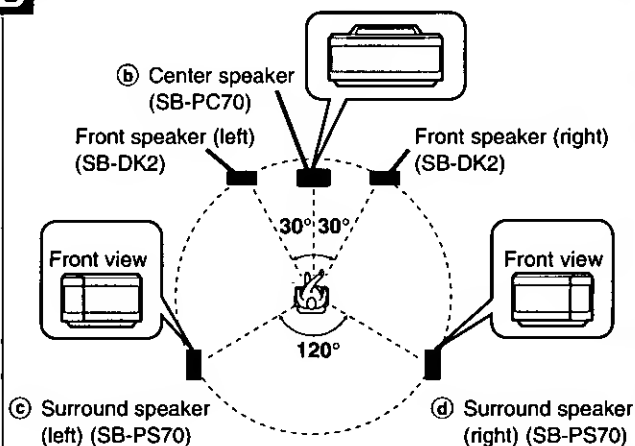 ⓑ Center speaker
(SB-PC70)
Front speaker (left)
(SB-DK2)
Front speaker (right)
(SB-DK2)
30° 30°
Front view
Front view
120°
ⓒ Surround speaker
(left) (SB-PS70)
ⓓ Surround speaker
(right) (SB-PS70)